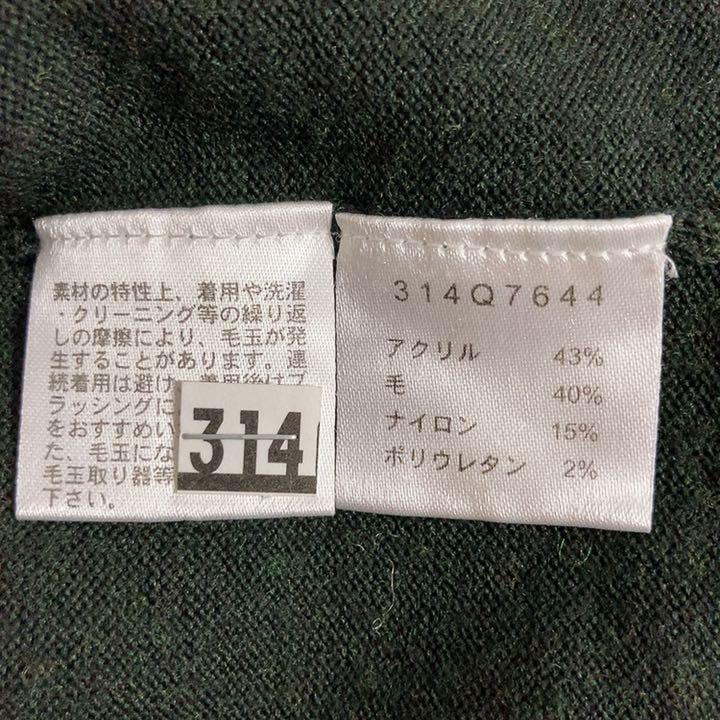 素材の特性上、着用や洗濯
・クリーニング等の繰り返
しの摩擦により、毛玉が発
生することがあります。連
続着用は避け、着用後はブ
ラッシングに
をおすすめい
た、毛玉にな
毛玉取り器等
下さい。
314
314Q7644
アクリル 43%
毛 40%
ナイロン 15%
ポリウレタン 2%